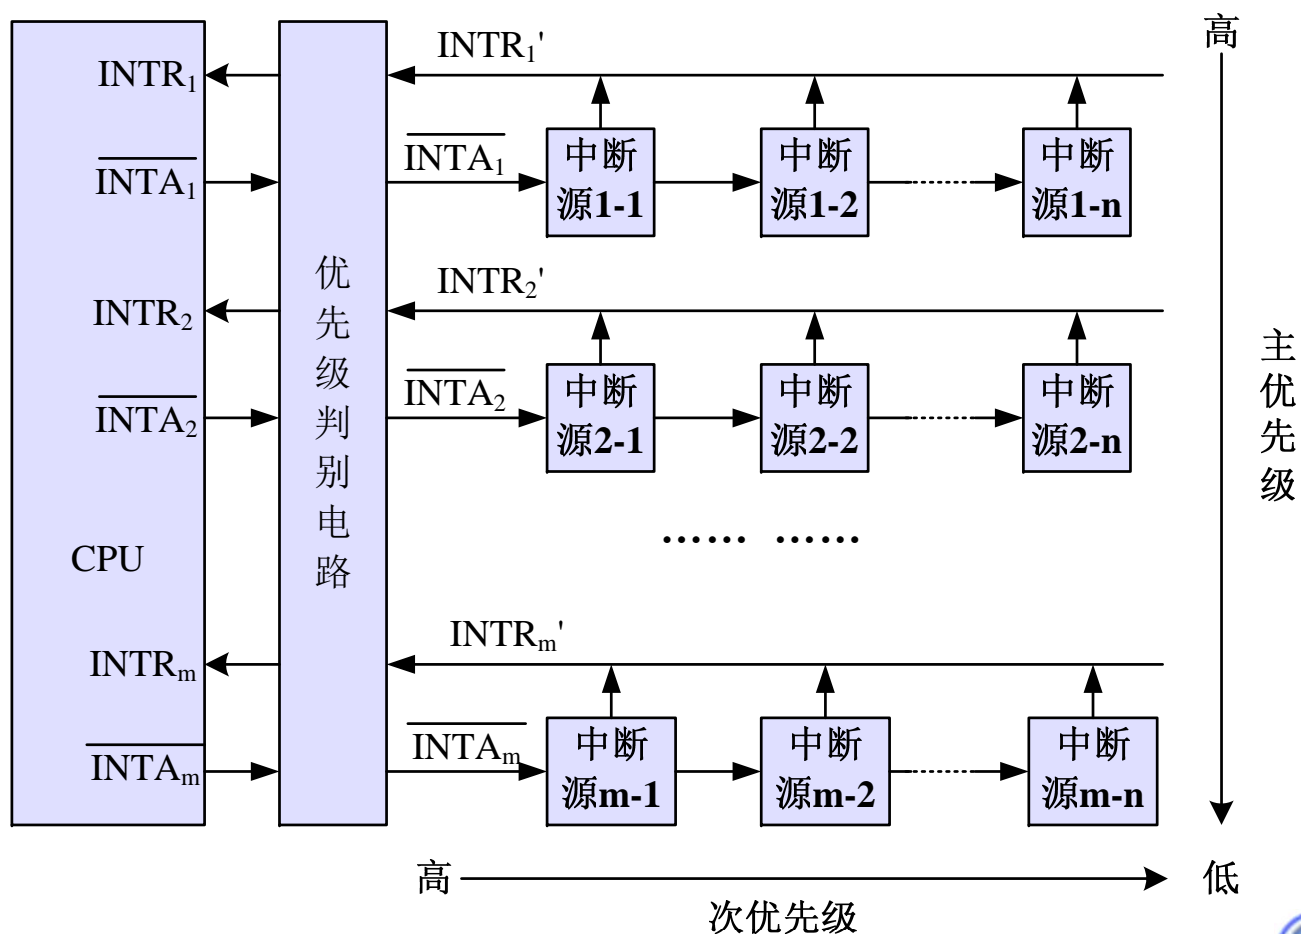 高
INTR₁'
INTR₁
中断
源1-1
中断
源1-2
中断
源1-n
INTA₁
INTA₁
INTR₂'
INTR₂
中断
源2-1
中断
源2-2
中断
源2-n
INTA₂
INTA₂
优先级判别电路
主优先级
…… ……
CPU
INTRₘ'
INTRₘ
中断
源m-1
中断
源m-2
中断
源m-n
INTAₘ
INTAₘ
高
低
次优先级